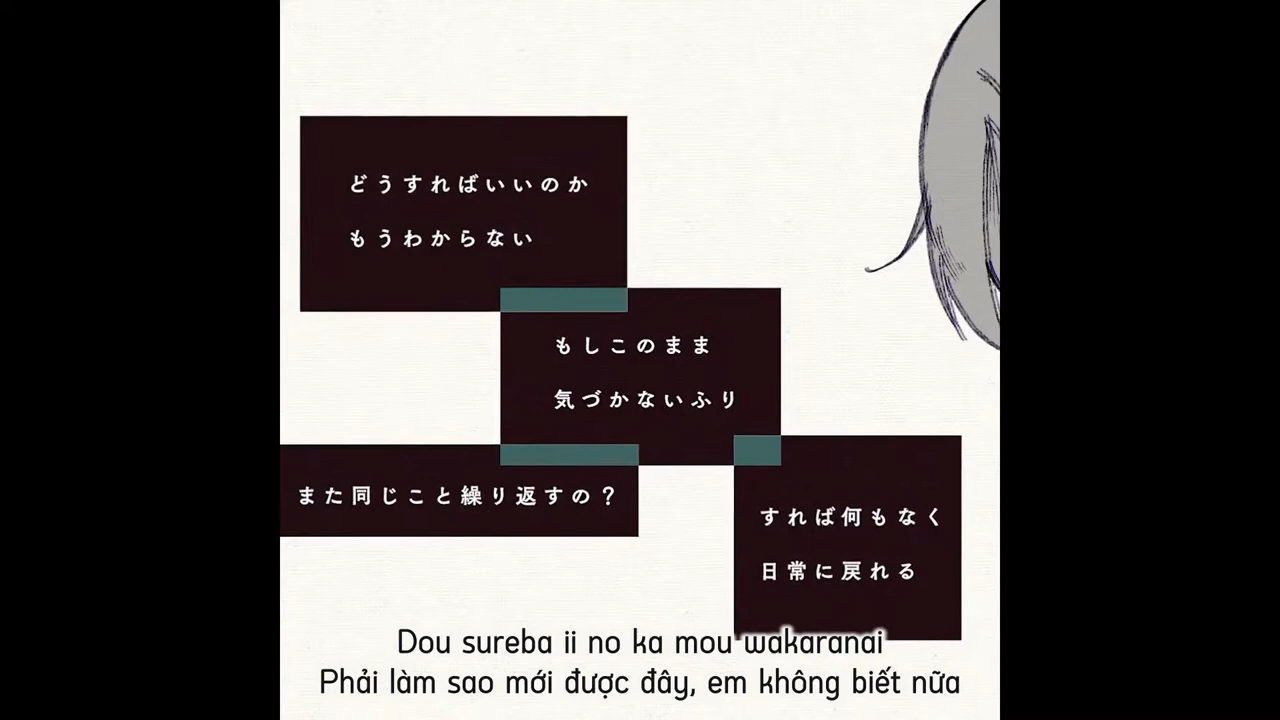 どうすればいいのか
もうわからない
もしこのまま
気づかないふり
また同じこと繰り返すの？
すれば何もなく
日常に戻れる
Dou sureba ii no ka mou wakaranai
Phải làm sao mới được đây, em không biết nữa